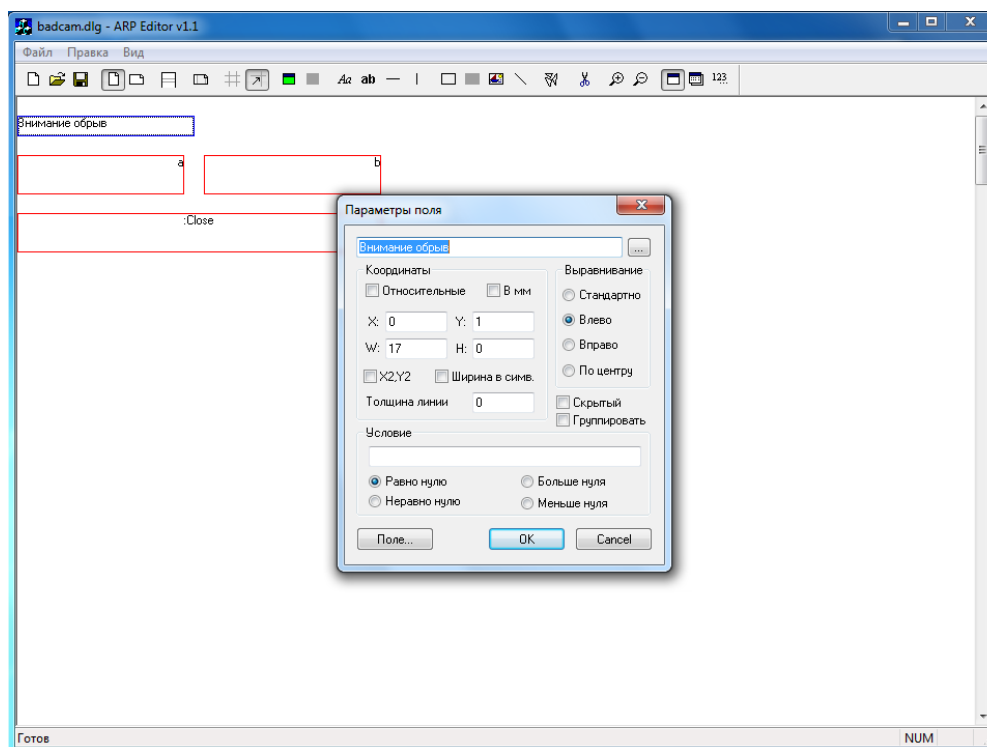 badcam.dlg - ARP Editor v1.1
Файл Правка Вид
Aa ab 123
Внимание обрыв
a b
:Close
Параметры поля
Внимание обрыв ...
Координаты Выравнивание
Относительные В мм Стандартно
X: 0 Y: 1 Влево
W: 17 H: 0 Вправо
X2,Y2 Ширина в симв. По центру
Толщина линии 0 Скрытый
Группировать
Условие
Равно нулю Больше нуля
Неравно нулю Меньше нуля
Поле... OK Cancel
Готов NUM